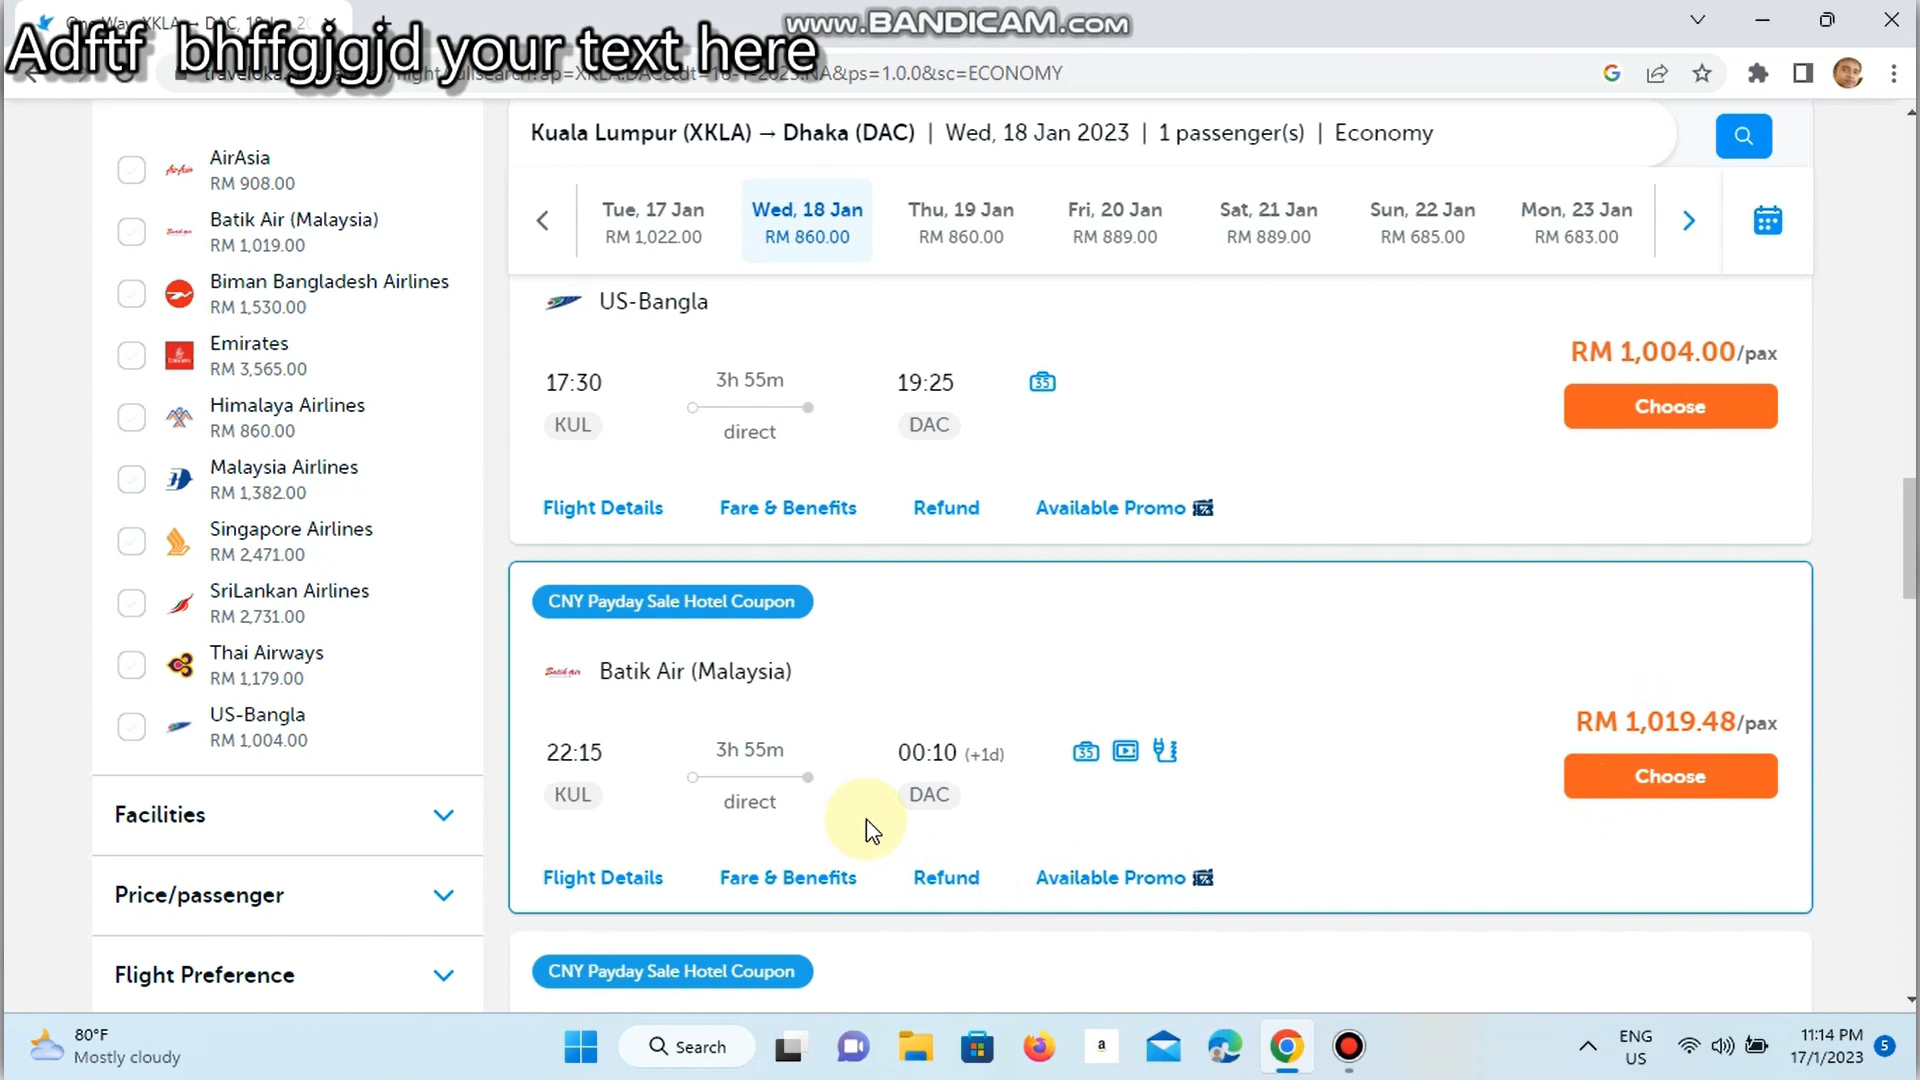 www.BANDICAM.com
Adftf bhffgjgjd your text here
&ps=1.0.0&sc=ECONOMY
Kuala Lumpur (XKLA) → Dhaka (DAC) | Wed, 18 Jan 2023 | 1 passenger(s) | Economy
Tue, 17 Jan
RM 1,022.00
Wed, 18 Jan
RM 860.00
Thu, 19 Jan
RM 860.00
Fri, 20 Jan
RM 889.00
Sat, 21 Jan
RM 889.00
Sun, 22 Jan
RM 685.00
Mon, 23 Jan
RM 683.00
AirAsia
RM 908.00
Batik Air (Malaysia)
RM 1,019.00
Biman Bangladesh Airlines
RM 1,530.00
Emirates
RM 3,565.00
Himalaya Airlines
RM 860.00
Malaysia Airlines
RM 1,382.00
Singapore Airlines
RM 2,471.00
SriLankan Airlines
RM 2,731.00
Thai Airways
RM 1,179.00
US-Bangla
RM 1,004.00
Facilities
Price/passenger
Flight Preference
US-Bangla
RM 1,004.00/pax
17:30 3h 55m 19:25 35
Choose
KUL direct DAC
Flight Details Fare & Benefits Refund Available Promo
CNY Payday Sale Hotel Coupon
Batik air Batik Air (Malaysia)
RM 1,019.48/pax
22:15 3h 55m 00:10 (+1d) 35
Choose
KUL direct DAC
Flight Details Fare & Benefits Refund Available Promo
CNY Payday Sale Hotel Coupon
80°F
Mostly cloudy
Search
a
ENG
US
11:14 PM
17/1/2023
5